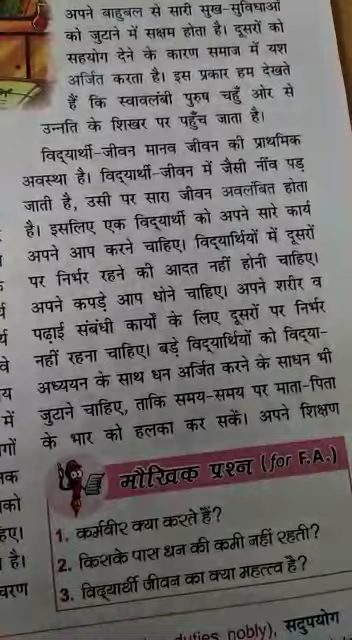 अपने बाहुबल से सारी सुख-सुविधाओं
को जुटाने में सक्षम होता है। दूसरों को
सहयोग देने के कारण समाज में यश
अर्जित करता है। इस प्रकार हम देखते
हैं कि स्वावलंबी पुरुष चहुँ ओर से
उन्नति के शिखर पर पहुँच जाता है।
विद्यार्थी-जीवन मानव जीवन की प्राथमिक
अवस्था है। विद्यार्थी-जीवन में जैसी नींव पड़
जाती है, उसी पर सारा जीवन अवलंबित होता
है। इसलिए एक विद्यार्थी को अपने सारे कार्य
अपने आप करने चाहिए। विद्यार्थियों में दूसरों
पर निर्भर रहने की आदत नहीं होनी चाहिए।
अपने कपड़े आप धोने चाहिए। अपने शरीर व
पढ़ाई संबंधी कार्यों के लिए दूसरों पर निर्भर
नहीं रहना चाहिए। बड़े विद्यार्थियों को विद्या-
अध्ययन के साथ धन अर्जित करने के साधन भी
जुटाने चाहिए, ताकि समय-समय पर माता-पिता
के भार को हलका कर सकें। अपने शिक्षण
मौखिक प्रश्न (for F.A.)
1. कर्मवीर क्या करते हैं?
2. किसके पास धन की कमी नहीं रहती?
3. विद्यार्थी जीवन का क्या महत्त्व है?
nobly), सदुपयोग